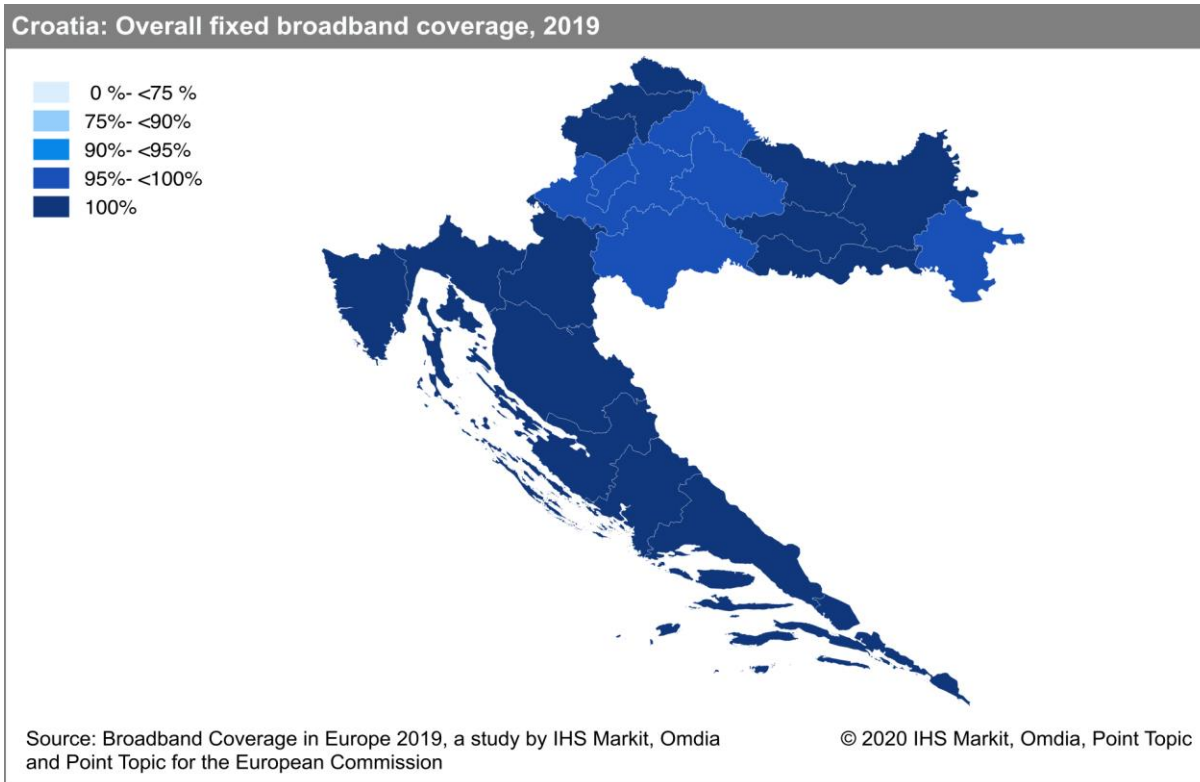 Croatia: Overall fixed broadband coverage, 2019
0 %- <75 %
75%- <90%
90%- <95%
95%- <100%
100%
Source: Broadband Coverage in Europe 2019, a study by IHS Markit, Omdia
and Point Topic for the European Commission
© 2020 IHS Markit, Omdia, Point Topic